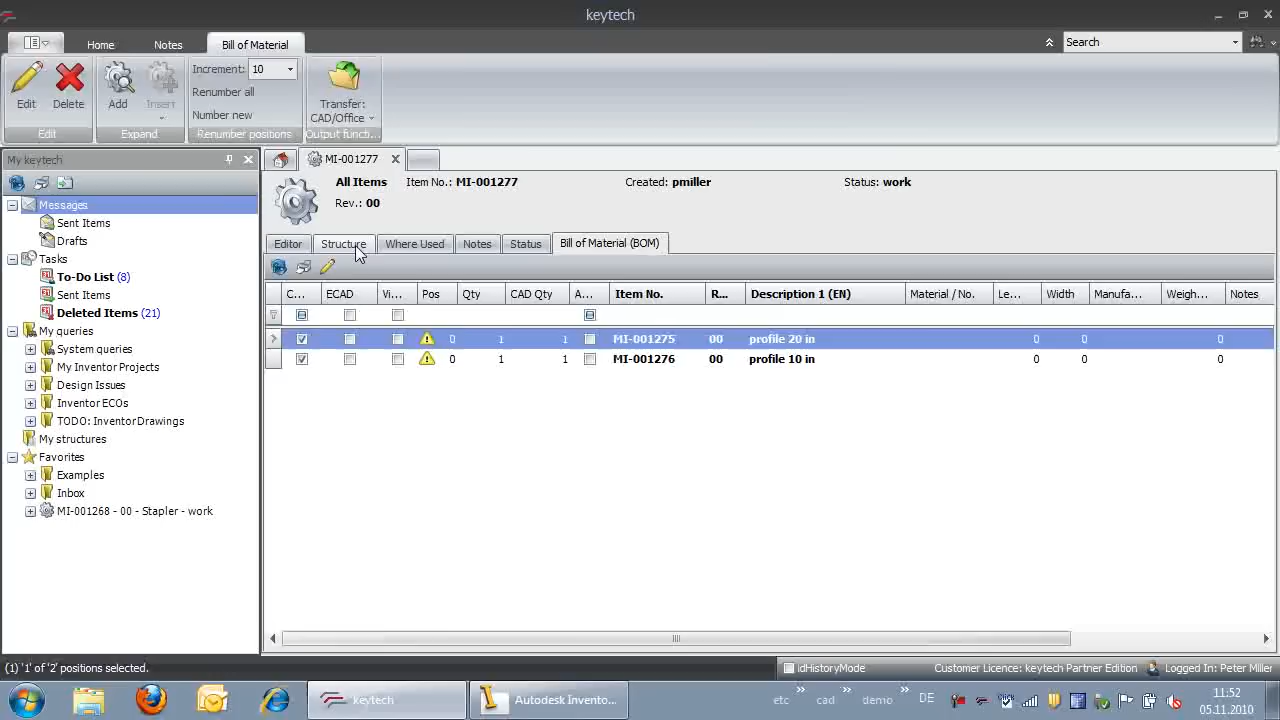 keytech
Home Notes Bill of Material Search
Increment: 10
Renumber all
Number new
Edit Delete Add Insert Transfer: CAD/Office
Edit Expand Renumber positions Output functi...
My keytech
MI-001277
All Items Item No.: MI-001277 Created: pmiller Status: work
Rev.: 00
Messages
Sent Items
Drafts
Tasks
To-Do List (8)
Sent Items
Deleted Items (21)
My queries
System queries
My Inventor Projects
Design Issues
Inventor ECOs
TODO: InventorDrawings
My structures
Favorites
Examples
Inbox
MI-001268 - 00 - Stapler - work
Editor Structure Where Used Notes Status Bill of Material (BOM)
C... ECAD Vi... Pos Qty CAD Qty A... Item No. R... Description 1 (EN) Material / No. Le... Width Manufa... Weigh... Notes
0 1 1 MI-001275 00 profile 20 in 0 0 0
0 1 1 MI-001276 00 profile 10 in 0 0 0
(1) '1' of '2' positions selected. idHistoryMode Customer Licence: keytech Partner Edition Logged In: Peter Miller
keytech Autodesk Invento... etc » cad » demo » DE 11:52
05.11.2010